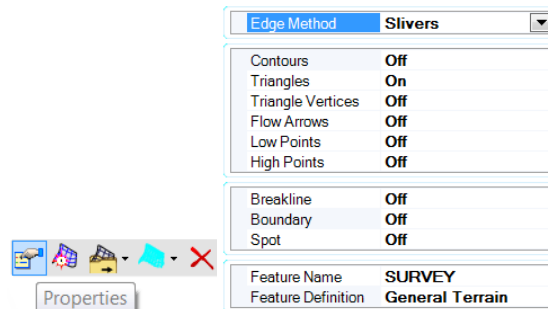 Edge Method Slivers
Contours Off
Triangles On
Triangle Vertices Off
Flow Arrows Off
Low Points Off
High Points Off
Breakline Off
Boundary Off
Spot Off
Feature Name SURVEY
Feature Definition General Terrain
Properties